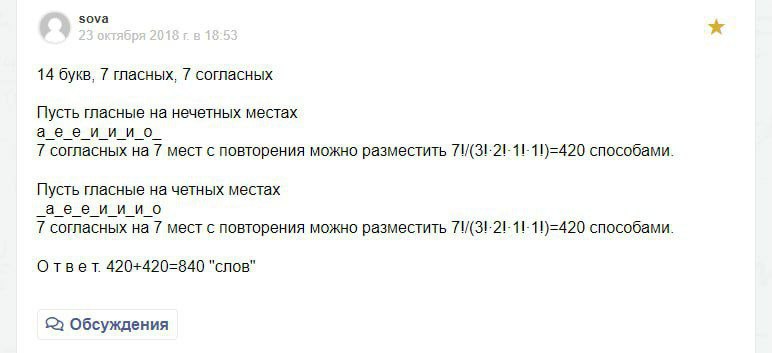 sova
23 октября 2018 г. в 18:53
14 букв, 7 гласных, 7 согласных
Пусть гласные на нечетных местах
а_е_е_и_и_и_о_
7 согласных на 7 мест с повторения можно разместить 7!/(3!·2!·1!·1!)=420 способами.
Пусть гласные на четных местах
_а_е_е_и_и_и_о
7 согласных на 7 мест с повторения можно разместить 7!/(3!·2!·1!·1!)=420 способами.
О т в е т. 420+420=840 "слов"
Обсуждения